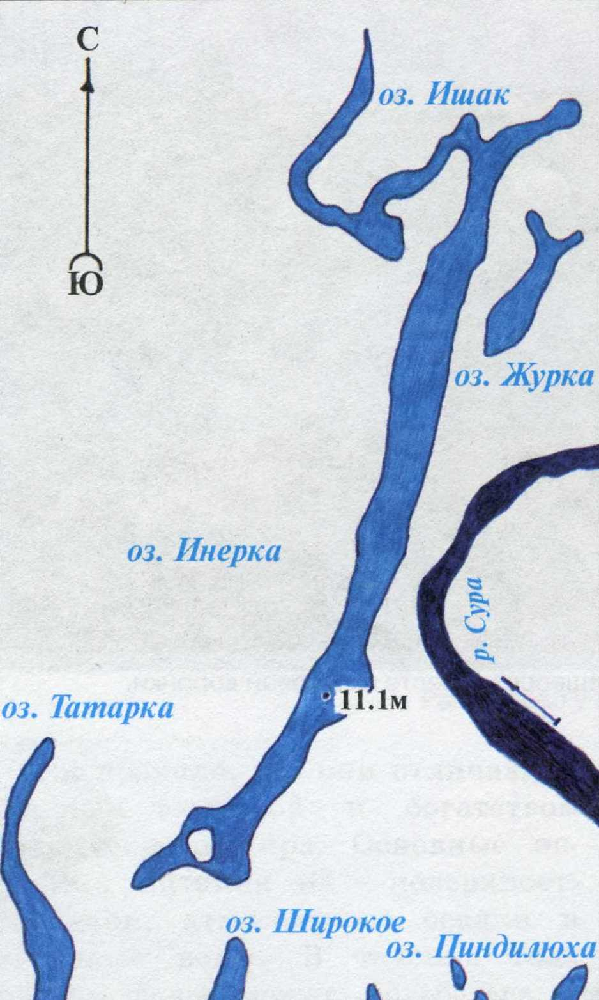 С
оз. Ишак
Ю
оз. Журка
оз. Инерка
р. Сура
11.1м
оз. Татарка
оз. Широкое
оз. Пиндилюха